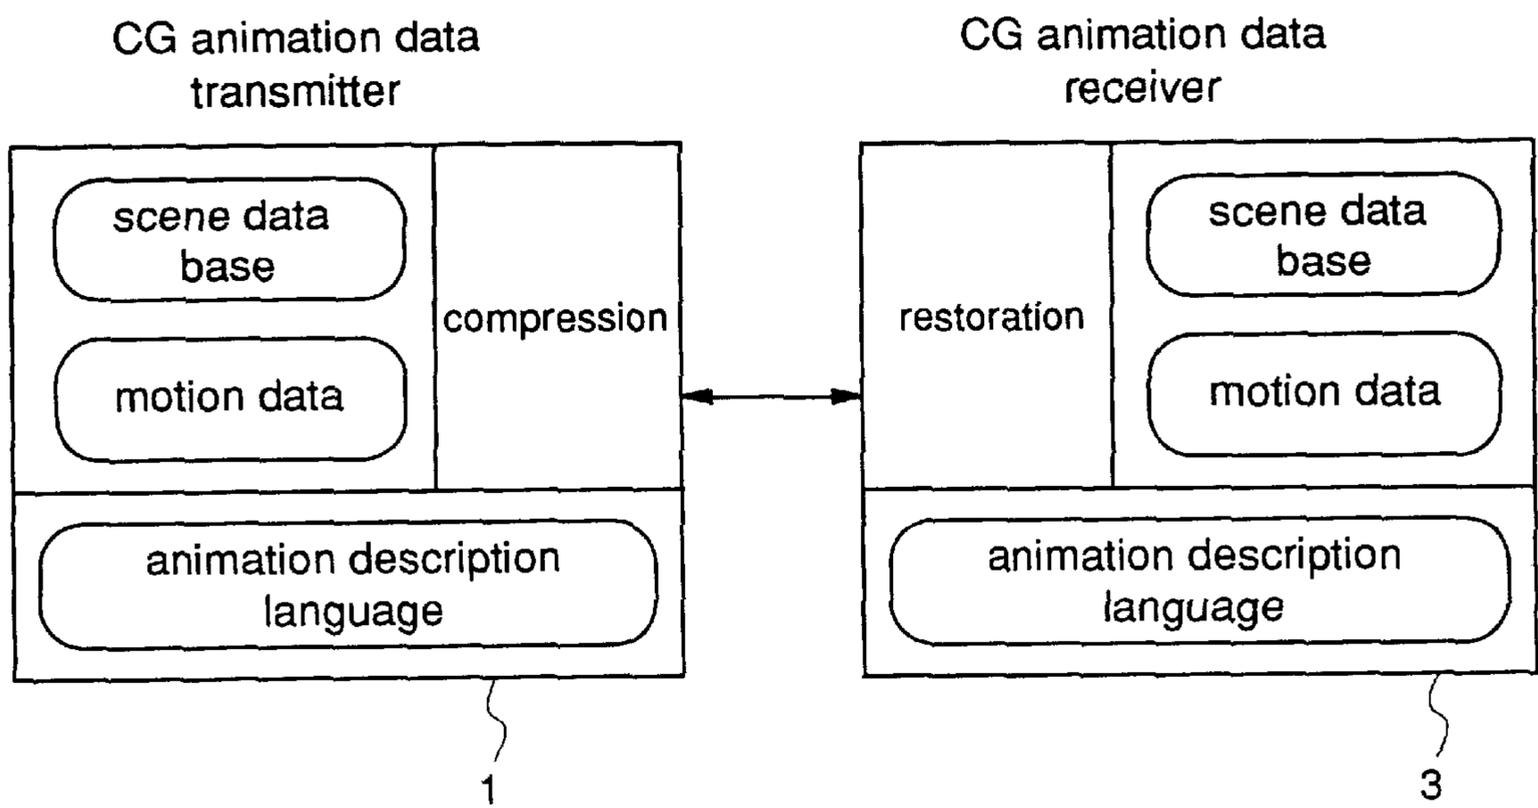 CG animation data
transmitter
scene data
base
motion data
compression
animation description
language
1
CG animation data
receiver
restoration
scene data
base
motion data
animation description
language
3